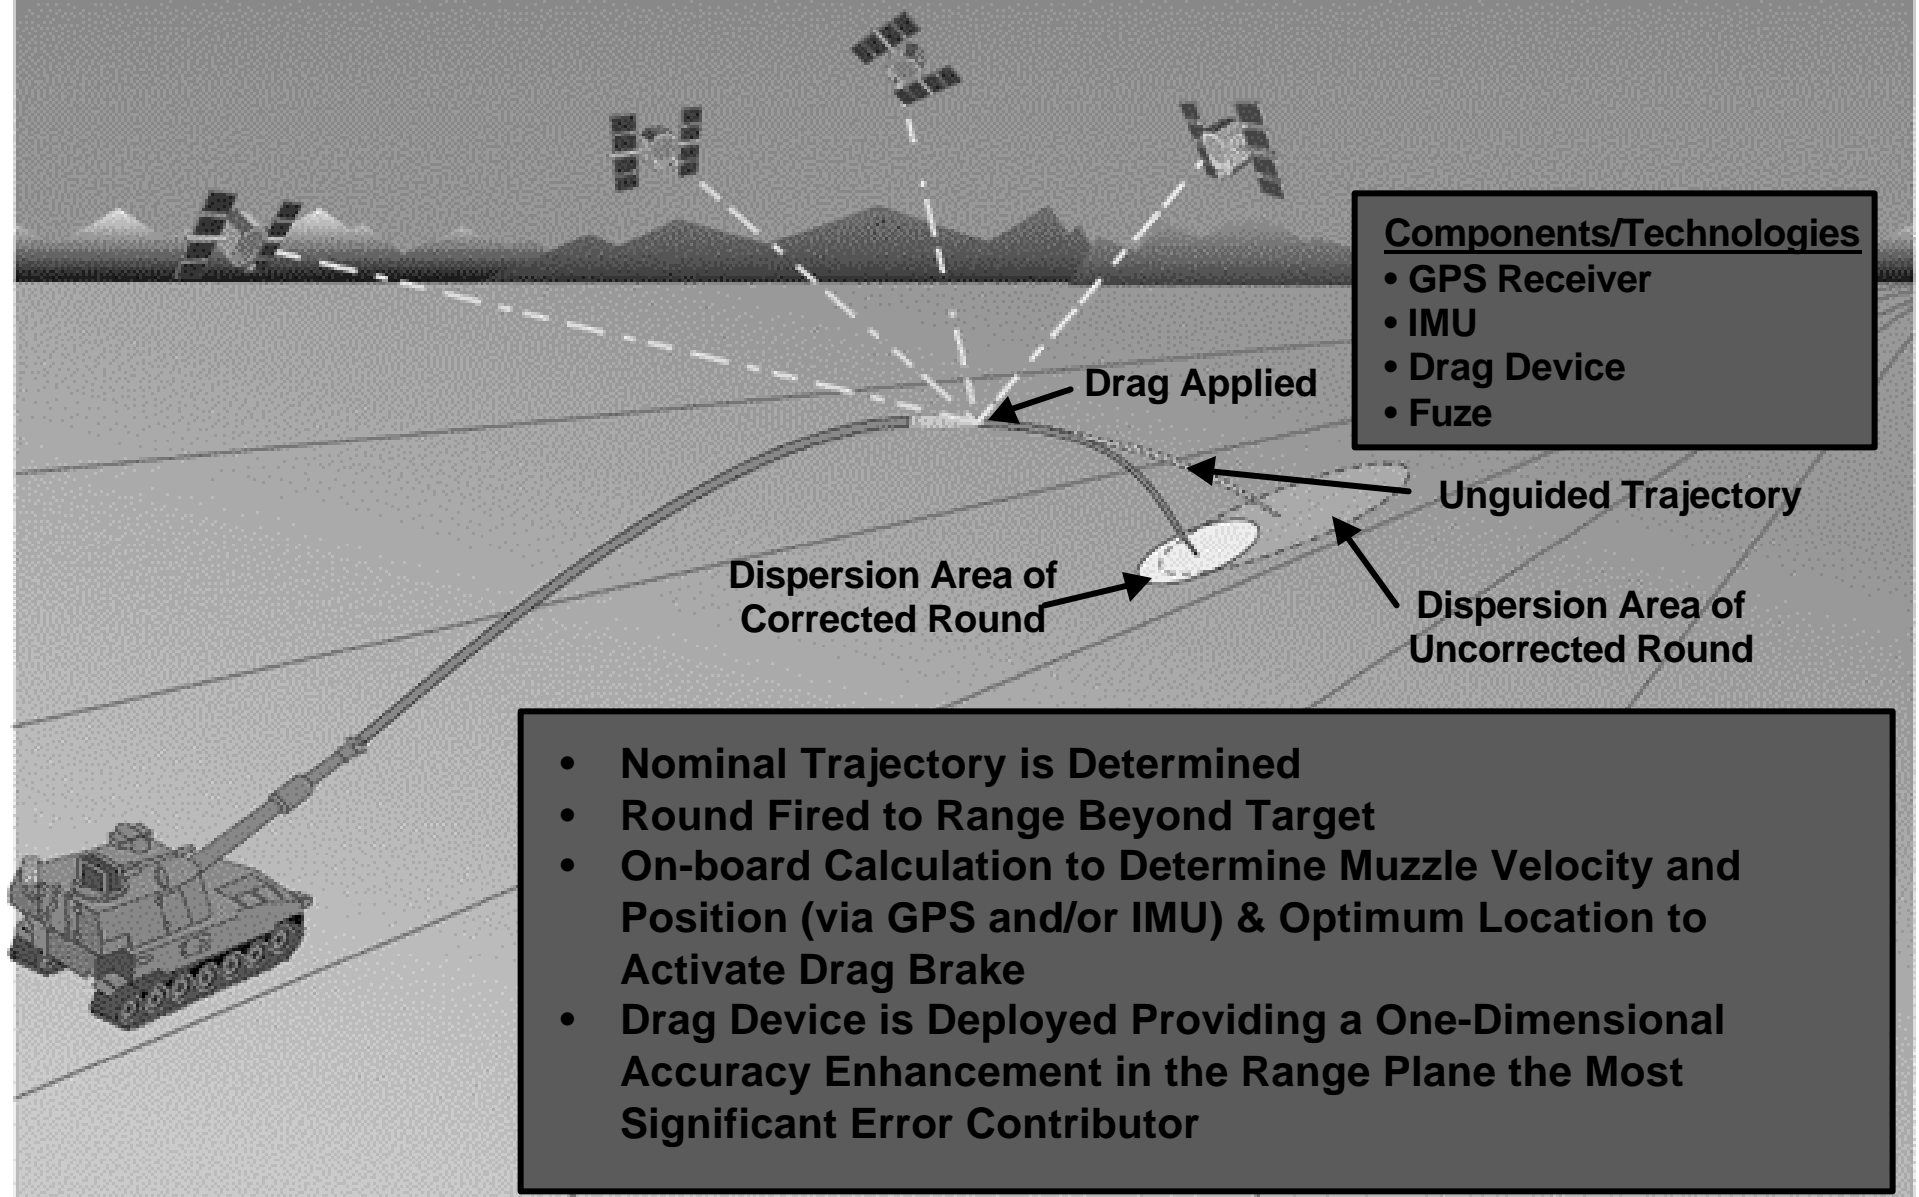 Components/Technologies
• GPS Receiver
• IMU
• Drag Device
• Fuze
Drag Applied
Unguided Trajectory
Dispersion Area of
Corrected Round
Dispersion Area of
Uncorrected Round
• Nominal Trajectory is Determined
• Round Fired to Range Beyond Target
• On-board Calculation to Determine Muzzle Velocity and
Position (via GPS and/or IMU) & Optimum Location to
Activate Drag Brake
• Drag Device is Deployed Providing a One-Dimensional
Accuracy Enhancement in the Range Plane the Most
Significant Error Contributor